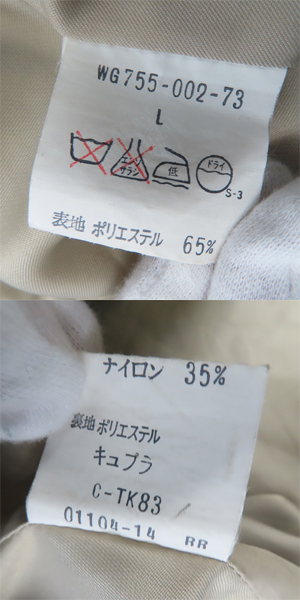 WG755-002-73
L
エンソ
サラシ
低
ドライ
S-3
表地 ポリエステル 65%
ナイロン 35%
裏地 ポリエステル
キュプラ
C-TK83
01104-14 RR